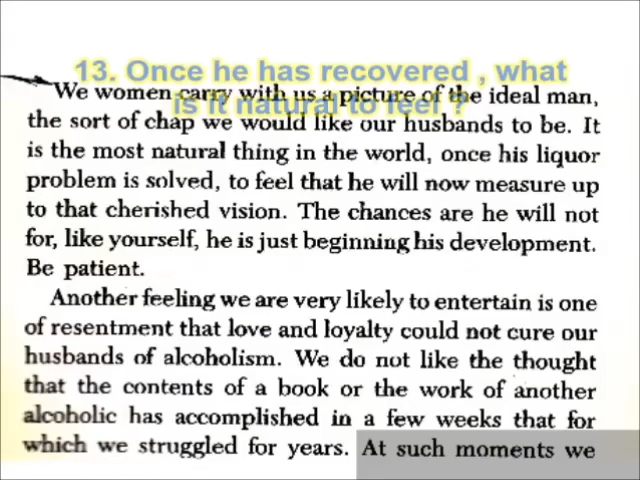 13. Once he has recovered , what
is it natural to feel ?
We women carry with us a picture of the ideal man,
the sort of chap we would like our husbands to be. It
is the most natural thing in the world, once his liquor
problem is solved, to feel that he will now measure up
to that cherished vision. The chances are he will not
for, like yourself, he is just beginning his development.
Be patient.
Another feeling we are very likely to entertain is one
of resentment that love and loyalty could not cure our
husbands of alcoholism. We do not like the thought
that the contents of a book or the work of another
alcoholic has accomplished in a few weeks that for
which we struggled for years. At such moments we